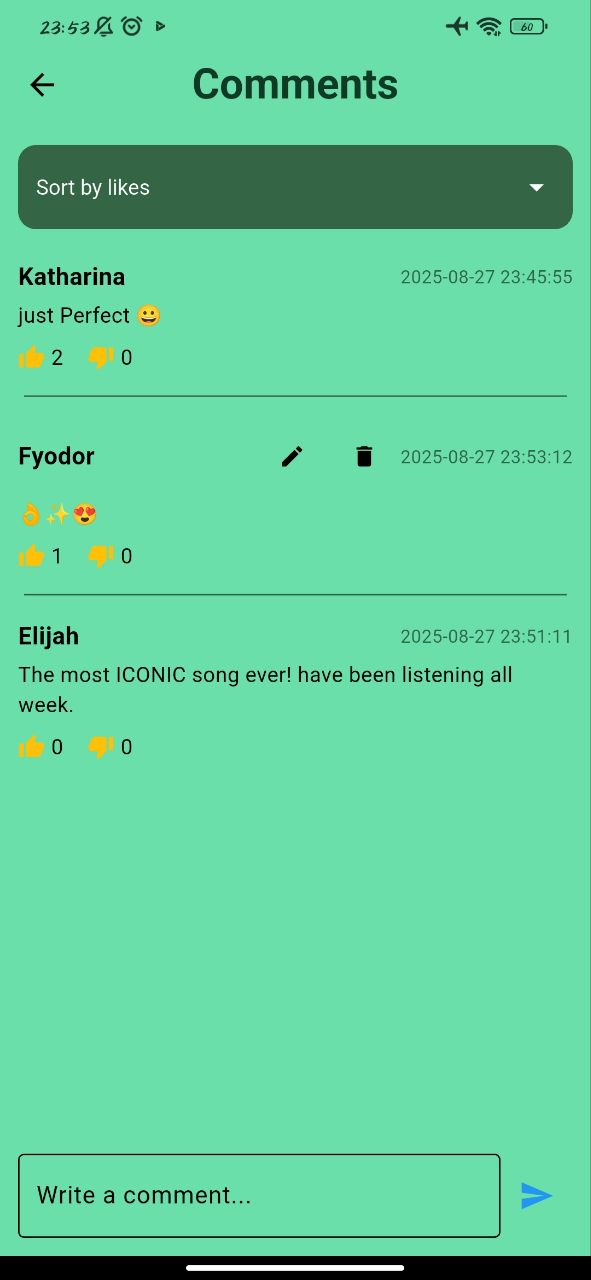 23:53
60
Comments
Sort by likes
Katharina 2025-08-27 23:45:55
just Perfect 😀
2 0
Fyodor 2025-08-27 23:53:12
👌✨😍
1 0
Elijah 2025-08-27 23:51:11
The most ICONIC song ever! have been listening all
week.
0 0
Write a comment...